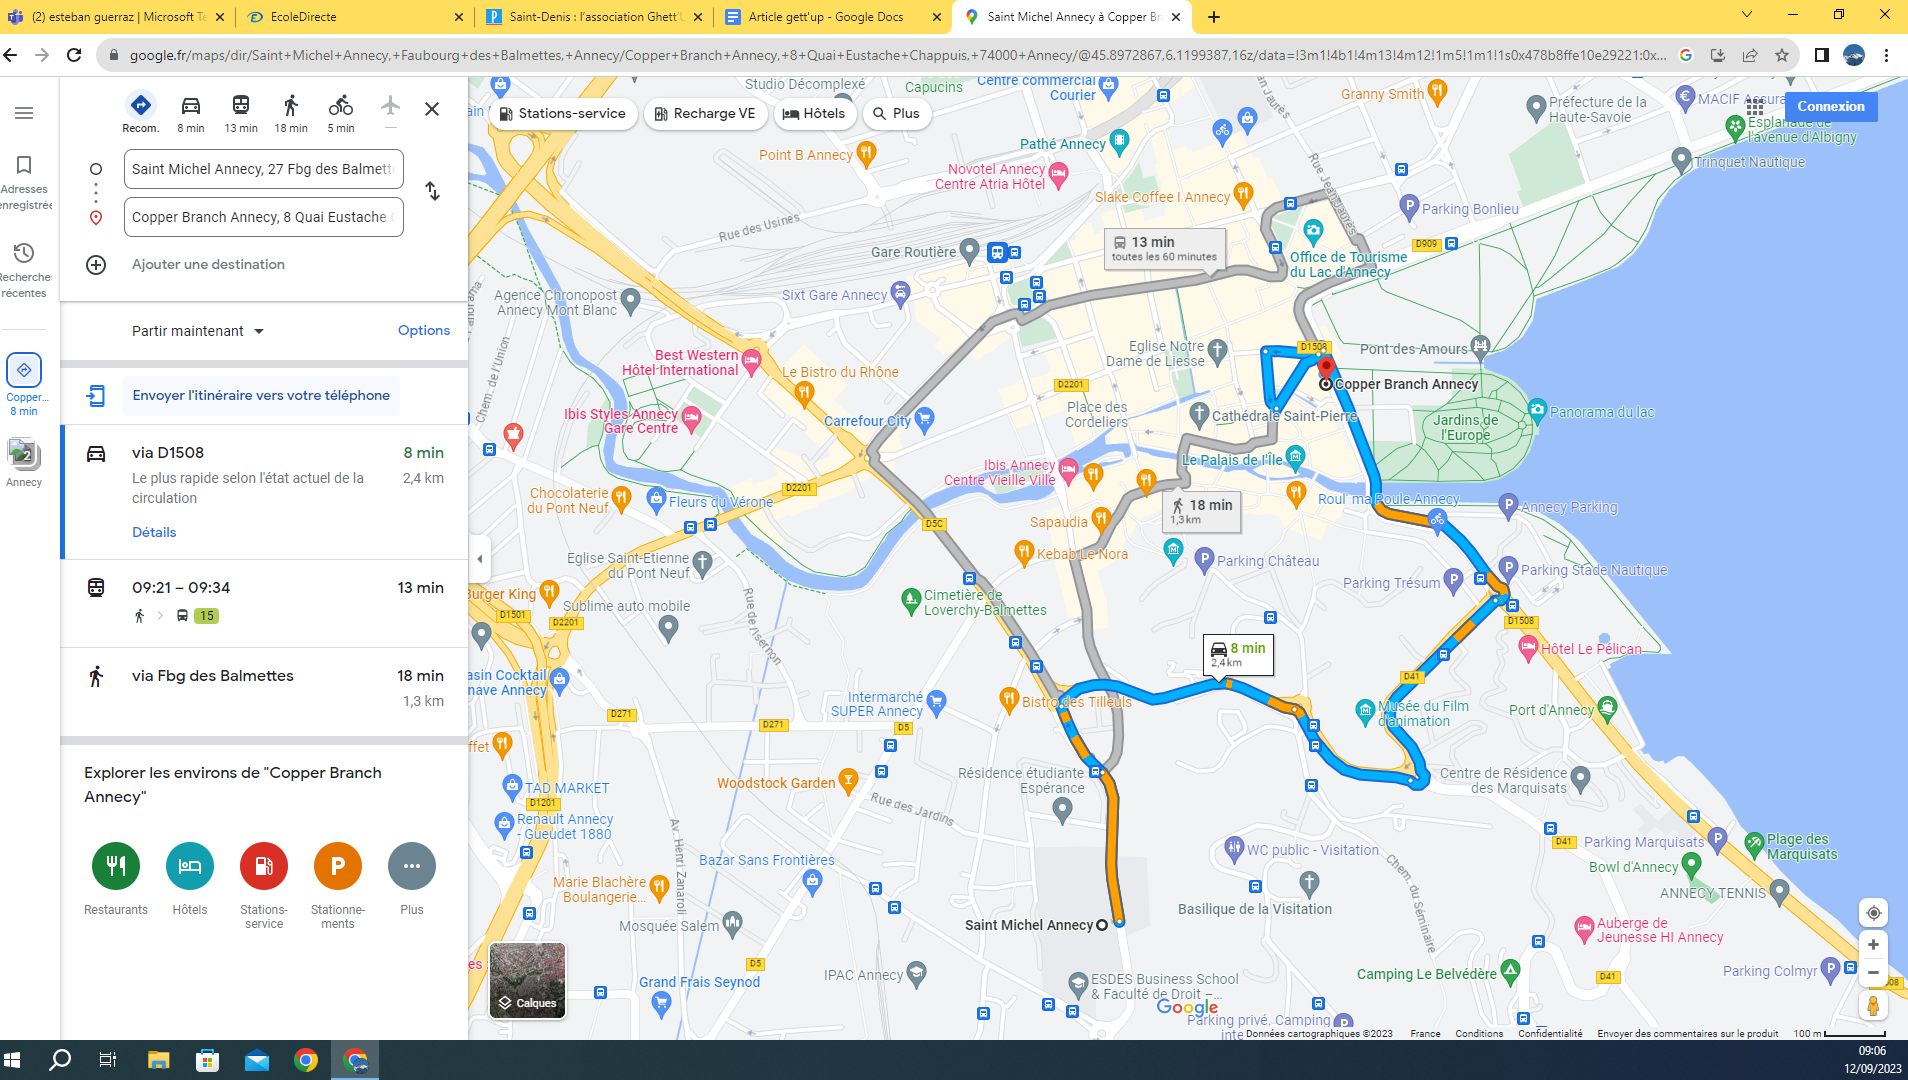 (2) esteban guerraz | Microsoft Te
EcoleDirecte
Saint-Denis : l'association Ghett'U
Article gett'up - Google Docs
Saint Michel Annecy à Copper Br
google.fr/maps/dir/Saint+Michel+Annecy,+Faubourg+des+Balmettes,+Annecy/Copper+Branch+Annecy,+8+Quai+Eustache+Chappuis,+74000+Annecy/@45.8972867,6.1199387,16z/data=!3m1!4b1!4m13!4m12!1m5!1m1!1s0x478b8ffe10e29221:0x...
Adresses
enregistrée
Recherche
récentes
Copper...
8 min
2
Annecy
Recom.
8 min
13 min
18 min
5 min
—
Saint Michel Annecy, 27 Fbg des Balmette
Copper Branch Annecy, 8 Quai Eustache C
Ajouter une destination
Partir maintenant
Options
Envoyer l'itinéraire vers votre téléphone
via D1508
8 min
Le plus rapide selon l'état actuel de la
circulation
2,4 km
Détails
09:21 – 09:34
13 min
15
via Fbg des Balmettes
18 min
1,3 km
Explorer les environs de "Copper Branch
Annecy"
Restaurants
Hôtels
Stations-
service
Stationne-
ments
Plus
Stations-service
Recharge VE
Hôtels
Plus
Connexion
Studio Décomplexé
Capucins
Centre commercial
Courier
Granny Smith
Préfecture de la
Haute-Savoie
MACIF Assura
Esplanade de
l'avenue d'Albigny
Trinquet Nautique
Point B Annecy
Pathé Annecy
Rue Jean Jaurès
Jean Jaurès
Novotel Annecy
Centre Atria Hôtel
Slake Coffee I Annecy
Parking Bonlieu
D909
Rue des Usines
Gare Routière
13 min
toutes les 60 minutes
Office de Tourisme
du Lac d'Annecy
Agence Chronopost
Annecy Mont Blanc
Sixt Gare Annecy
Chem. de l'Union
Best Western
Hôtel International
Le Bistro du Rhône
Eglise Notre
Dame de Liesse
D1508
Pont des Amours
Copper Branch Annecy
D2201
Ibis Styles Annecy
Gare Centre
Carrefour City
Place des
Cordeliers
Cathédrale Saint-Pierre
Jardins de
l'Europe
Panorama du lac
Ibis Annecy
Centre Vieille Ville
Le Palais de l'Île
D2201
Chocolaterie
du Pont Neuf
Fleurs du Vérone
D5C
Sapaudia
18 min
1,3 km
Roul' ma Poule Annecy
Annecy Parking
Eglise Saint-Etienne
du Pont Neuf
Kebab Le Nora
Parking Château
Parking Trésum
Parking Stade Nautique
Burger King
D1501
D2201
Sublime auto mobile
Rue de l'Isernon
Cimetière de
Loverchy-Balmettes
D1508
Hôtel Le Pélican
8 min
2,4 km
D41
asin Cocktail
nave Annecy
Intermarché
SUPER Annecy
Bistro des Tilleuls
Musée du Film
d'animation
Port d'Annecy
D271
D271
D5
ffet
TAD MARKET
Woodstock Garden
Résidence étudiante
Espérance
Centre de Résidence
des Marquisats
D1201
Renault Annecy
- Gueudet 1880
Rue des Jardins
Av. Henri Zanaroli
Bazar Sans Frontières
WC public - Visitation
D41
Parking Marquisats
Plage des
Marquisats
Bowl d'Annecy
Chem. du Séminaire
Marie Blachère
Boulangerie...
Basilique de la Visitation
ANNECY TENNIS
Mosquée Salem
Saint Michel Annecy
Auberge de
Jeunesse HI Annecy
es
D5
Grand Frais Seynod
IPAC Annecy
ESDES Business School
& Faculté de Droit –...
Camping Le Belvédère
D41
Parking Colmyr
Calques
Google
Parking privé. Camping
inte
Données cartographiques ©2023
France
Conditions
Confidentialité
Envoyer des commentaires sur le produit
100 m
09:06
12/09/2023